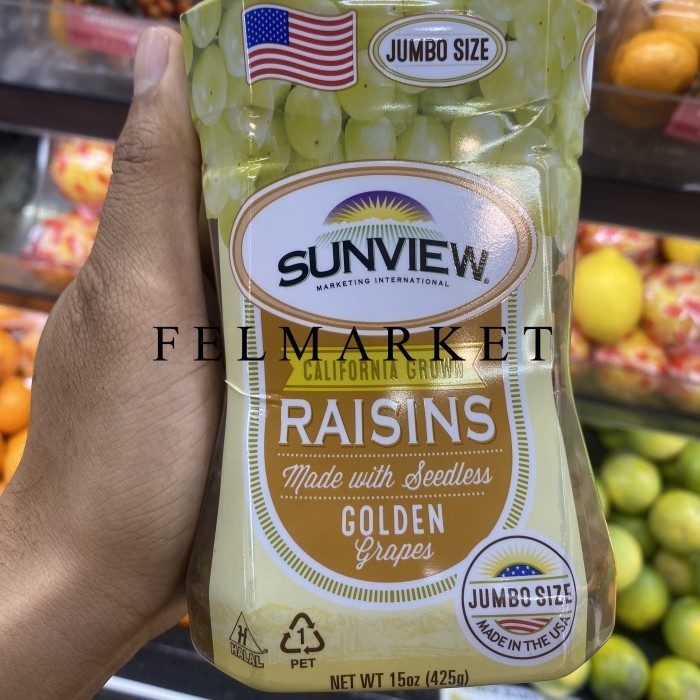 JUMBO SIZE
SUNVIEW
MARKETING INTERNATIONAL
FELMARKET
CALIFORNIA GROWN
RAISINS
Made with Seedless
GOLDEN
Grapes
JUMBO SIZE
MADE IN THE USA
H
HALAL
1
PET
NET WT 15oz (425g)